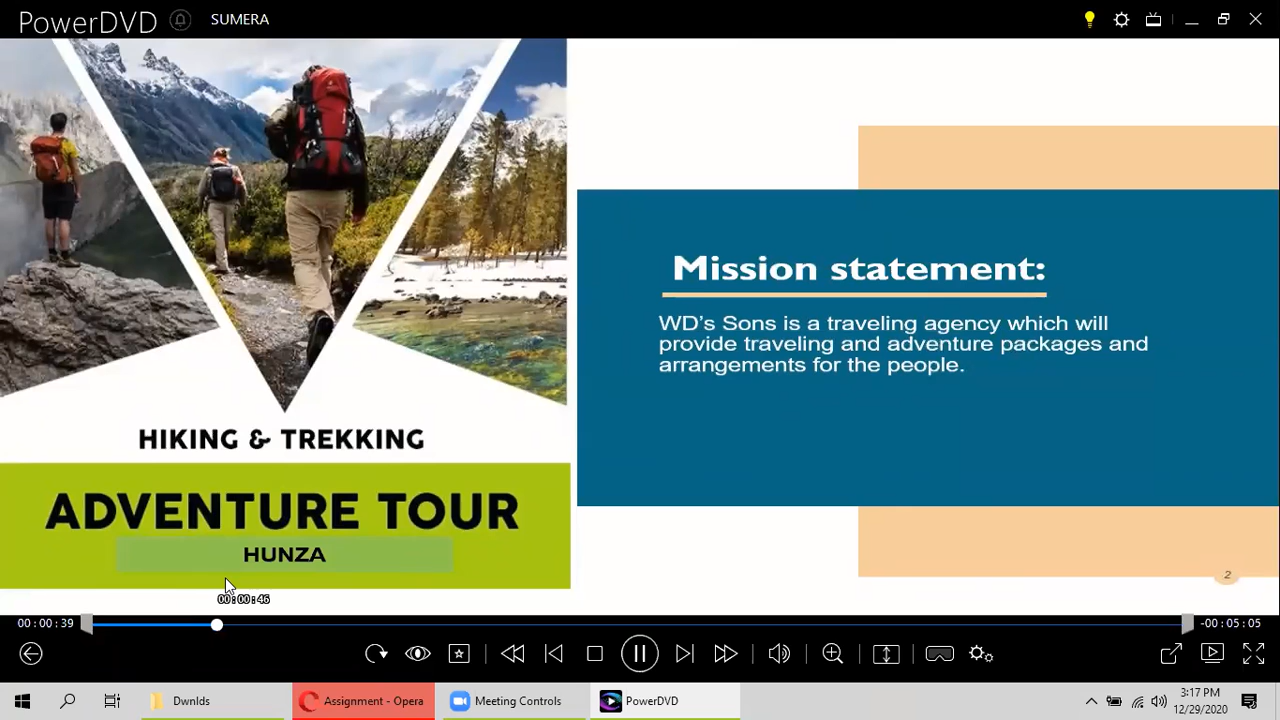 PowerDVD
SUMERA
Mission statement:
WD's Sons is a traveling agency which will
provide traveling and adventure packages and
arrangements for the people.
HIKING & TREKKING
ADVENTURE TOUR
HUNZA
2
00:00:46
00:00:39
-00:05:05
Dwnlds
Assignment - Opera
Meeting Controls
PowerDVD
3:17 PM
12/29/2020